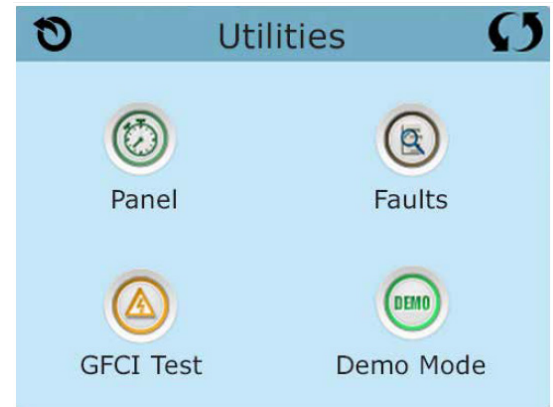 Utilities
Panel
Faults
GFCI Test
DEMO
Demo Mode